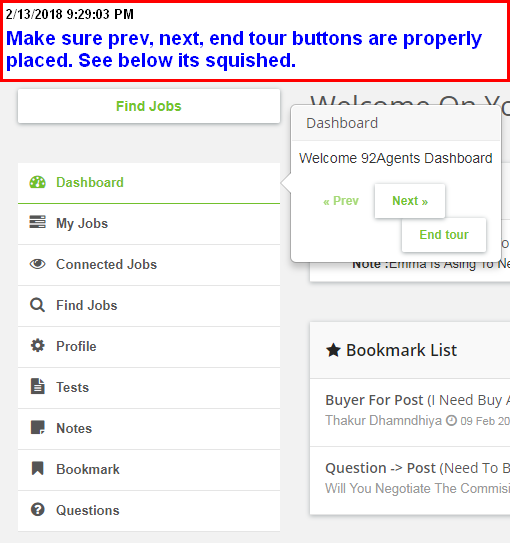 2/13/2018 9:29:03 PM
Make sure prev, next, end tour buttons are properly
placed. See below its squished.
Find Jobs
Dashboard
My Jobs
Connected Jobs
Find Jobs
Profile
Tests
Notes
Bookmark
Questions
Welcome On Yo
Dashboard
Welcome 92Agents Dashboard
« Prev Next »
End tour
Note :Emma Is Asing To Ne
Bookmark List
Buyer For Post (I Need Buy A
Thakur Dhamndhiya 09 Feb 20
Question -> Post (Need To B
Will You Negotiate The Commisi